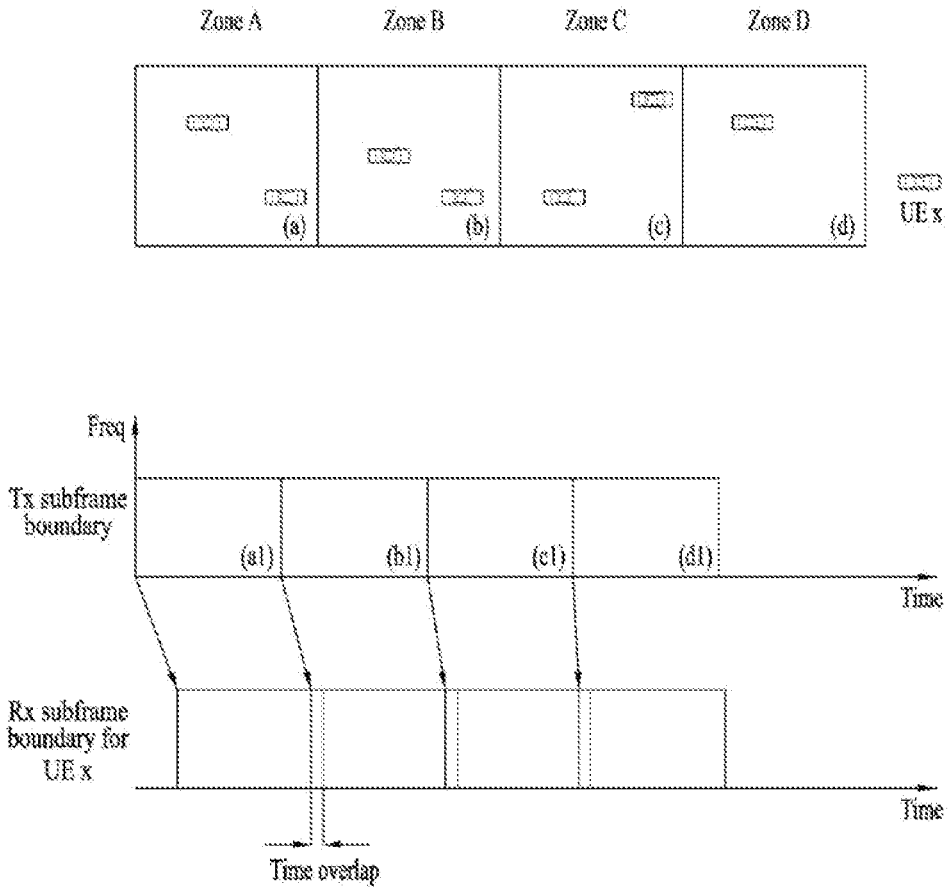 Zone A
Zone B
Zone C
Zone D
(a)
(b)
(c)
(d)
UE x
Freq
Tx subframe
boundary
(a1)
(b1)
(c1)
(d1)
Time
Rx subframe
boundary for
UE x
Time
Time overlap